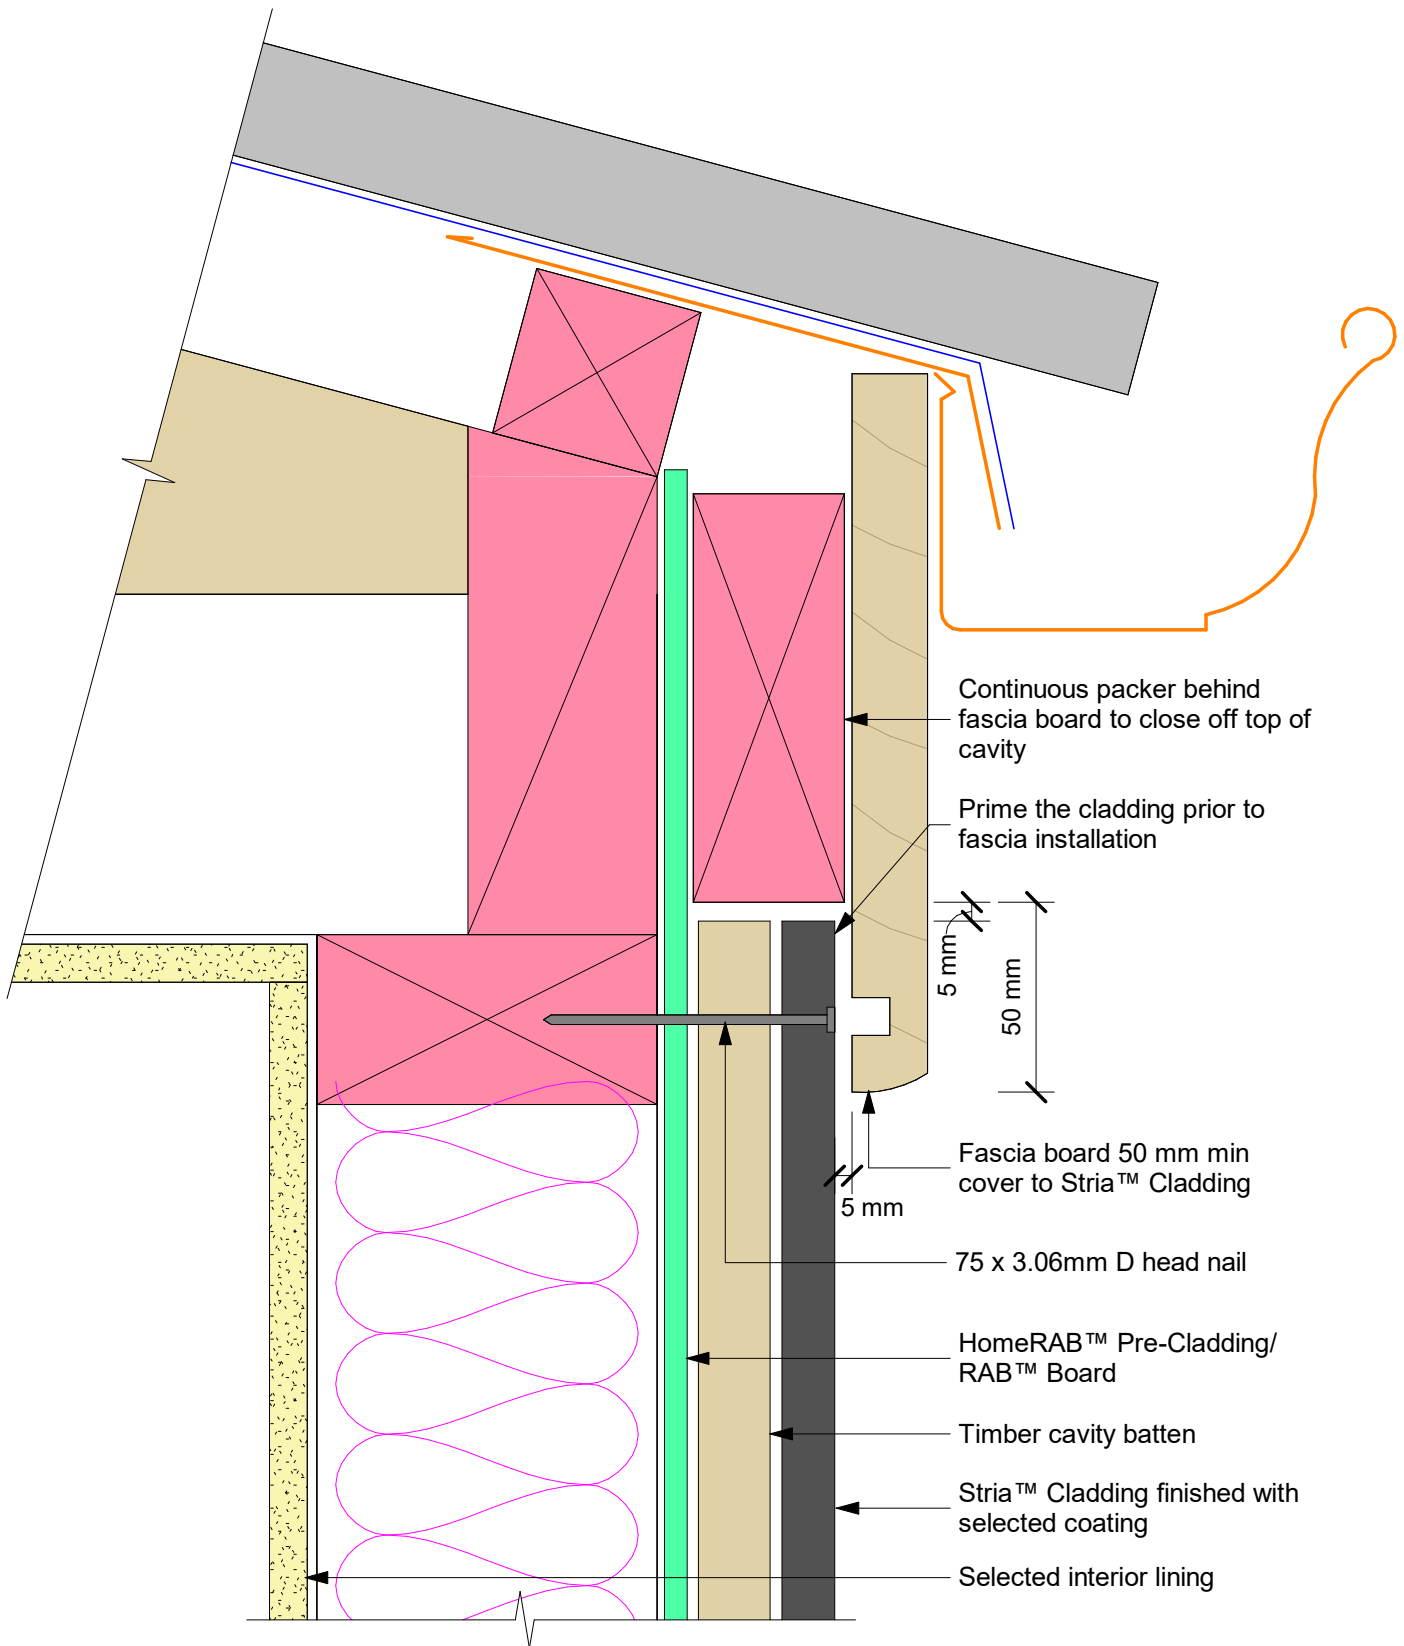 Continuous packer behind
fascia board to close off top of
cavity
Prime the cladding prior to
fascia installation
5 mm
50 mm
Fascia board 50 mm min
cover to Stria™ Cladding
5 mm
75 x 3.06mm D head nail
HomeRAB™ Pre-Cladding/
RAB™ Board
Timber cavity batten
Stria™ Cladding finished with
selected coating
Selected interior lining